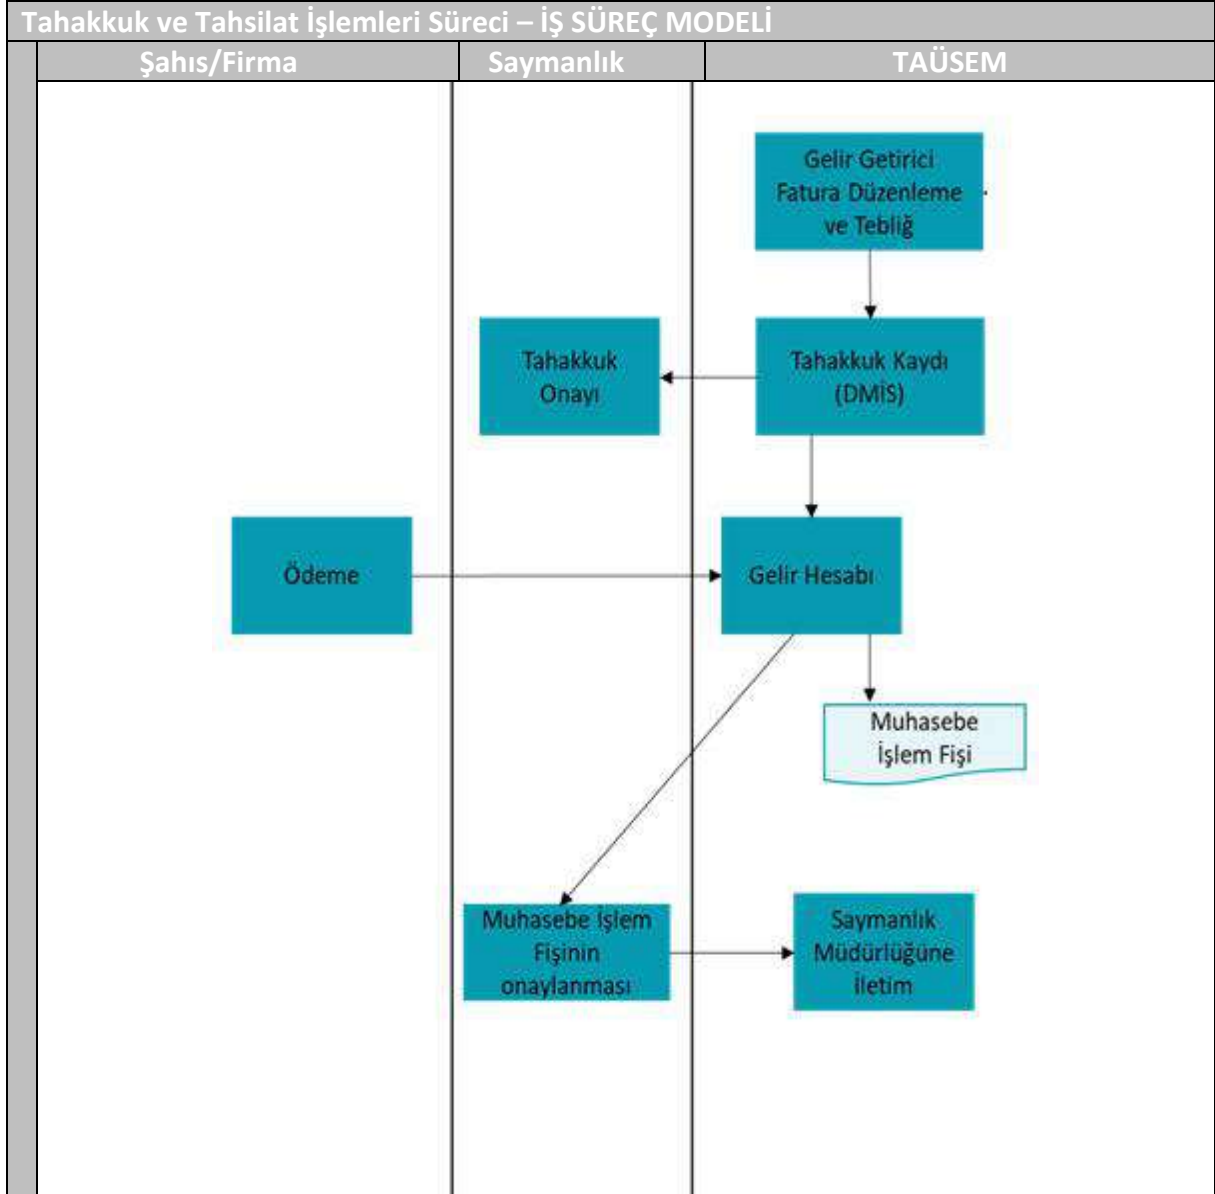 Tahakkuk ve Tahsilat İşlemleri Süreci – İŞ SÜREÇ MODELİ
Şahıs/Firma
Saymanlık
TAÜSEM
Gelir Getirici
Fatura Düzenleme
ve Tebliğ
Tahakkuk
Onayı
Tahakkuk Kaydı
(DMİS)
Ödeme
Gelir Hesabı
Muhasebe
İşlem Fişi
Muhasebe İşlem
Fişinin
onaylanması
Saymanlık
Müdürlüğüne
İletim